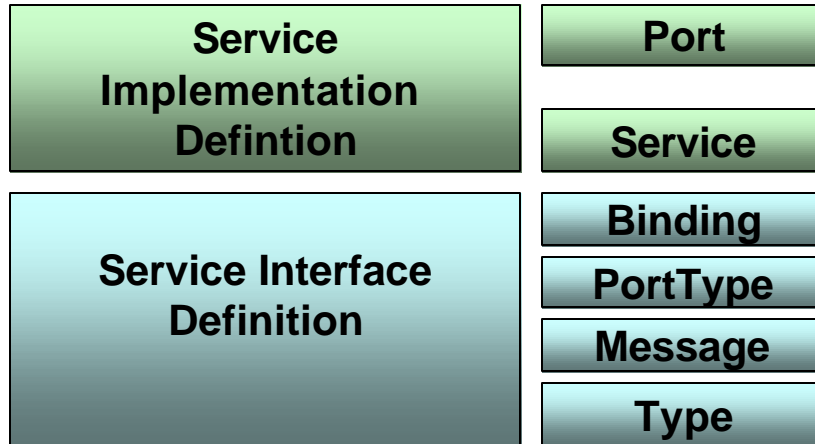 Service
Implementation
Defintion
Port
Service
Service Interface
Definition
Binding
PortType
Message
Type